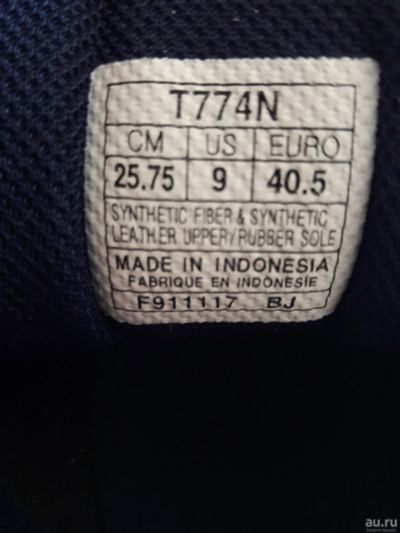 T774N
CM US EURO
25.75 9 40.5
SYNTHETIC FIBER & SYNTHETIC
LEATHER UPPER/RUBBER SOLE
MADE IN INDONESIA
FABRIQUE EN INDONESIE
F911117 BJ
au.ru